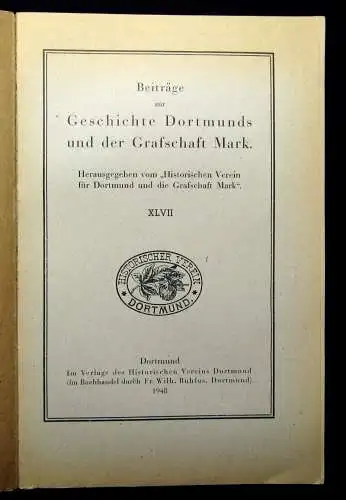 Beiträge
zur
Geschichte Dortmunds
und der Grafschaft Mark.
Herausgegeben vom „Historischen Verein
für Dortmund und die Grafschaft Mark“.
XLVII
HISTORISCHER VEREIN
* DORTMUND. *
Dortmund
Im Verlage des Historischen Vereins Dortmund
(im Buchhandel durch Fr. Wilh. Ruhfus, Dortmund)
1948